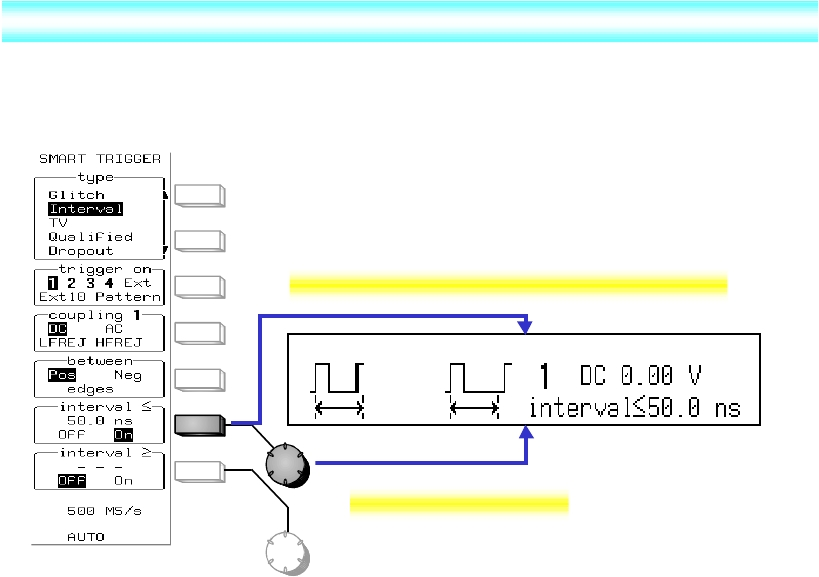 SMART TRIGGER
type
Glitch
Interval
TV
Qualified
Dropout
trigger on
1 2 3 4 Ext
Ext10 Pattern
coupling 1
DC AC
LFREJ HFREJ
between
Pos Neg
edges
interval ≤
50.0 ns
OFF On
interval ≥
- - -
OFF On
500 MS/s
AUTO
1 DC 0.00 V
interval≤50.0 ns